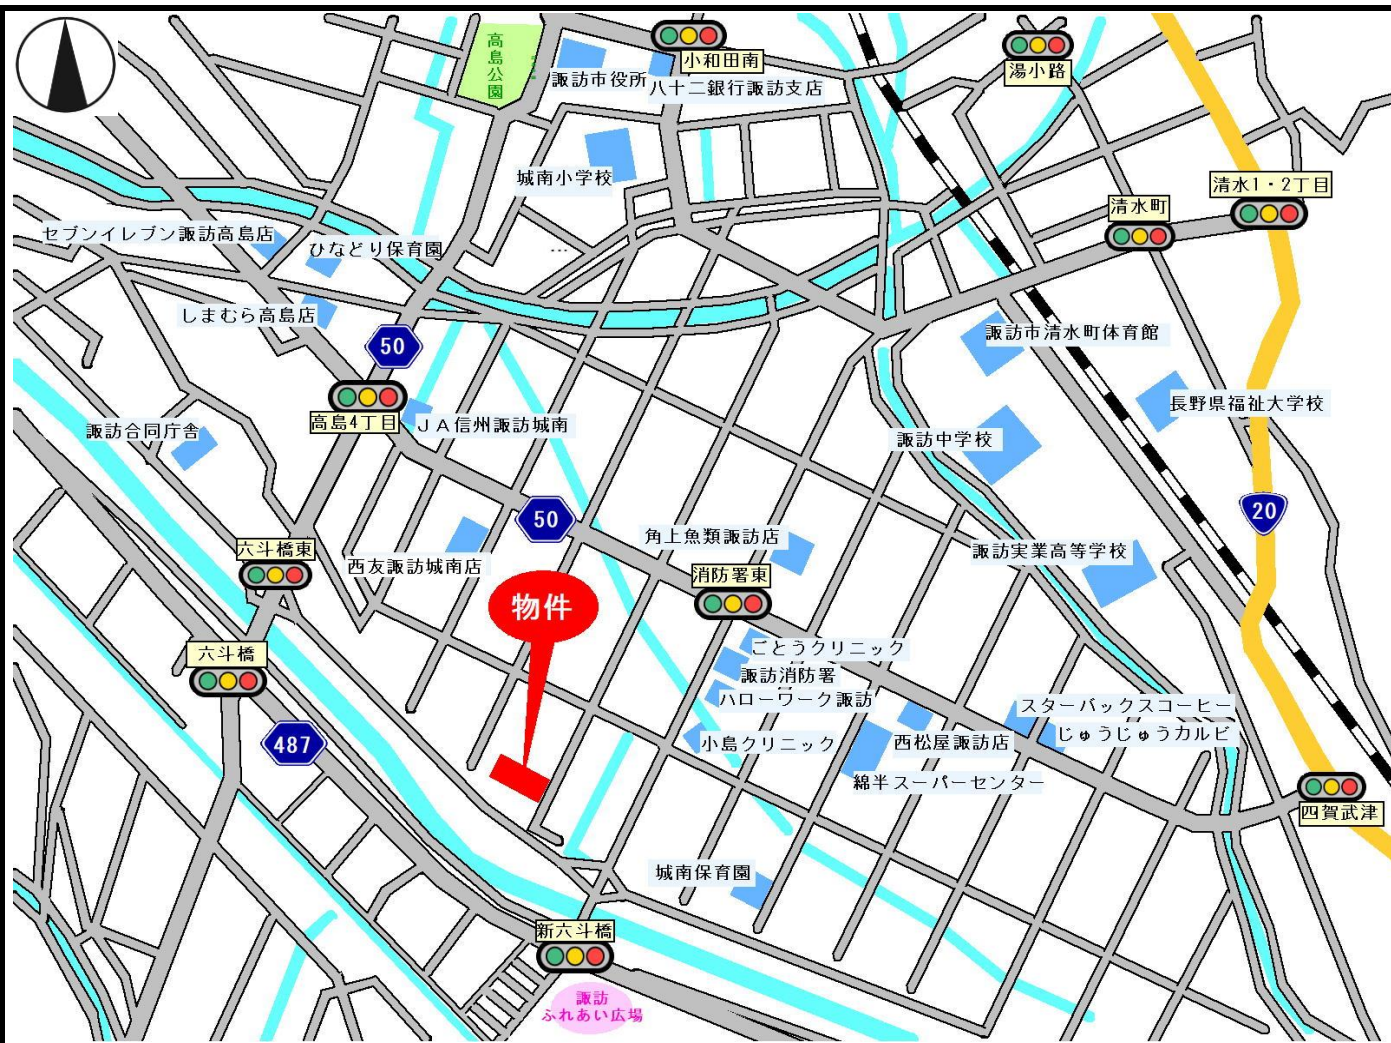 高島公園
諏訪市役所
小和田南
八十二銀行諏訪支店
湯小路
城南小学校
清水1・2丁目
清水町
セブンイレブン諏訪高島店
ひなどり保育園
しまむら高島店
50
諏訪市清水町体育館
高島4丁目
JA信州諏訪城南
長野県福祉大学校
諏訪合同庁舎
諏訪中学校
50
20
角上魚類諏訪店
六斗橋東
西友諏訪城南店
消防署東
諏訪実業高等学校
物件
六斗橋
ごとうクリニック
諏訪消防署
ハローワーク諏訪
スターバックスコーヒー
487
小島クリニック
西松屋諏訪店
じゅうじゅうカルビ
綿半スーパーセンター
四賀武津
城南保育園
新六斗橋
諏訪
ふれあい広場